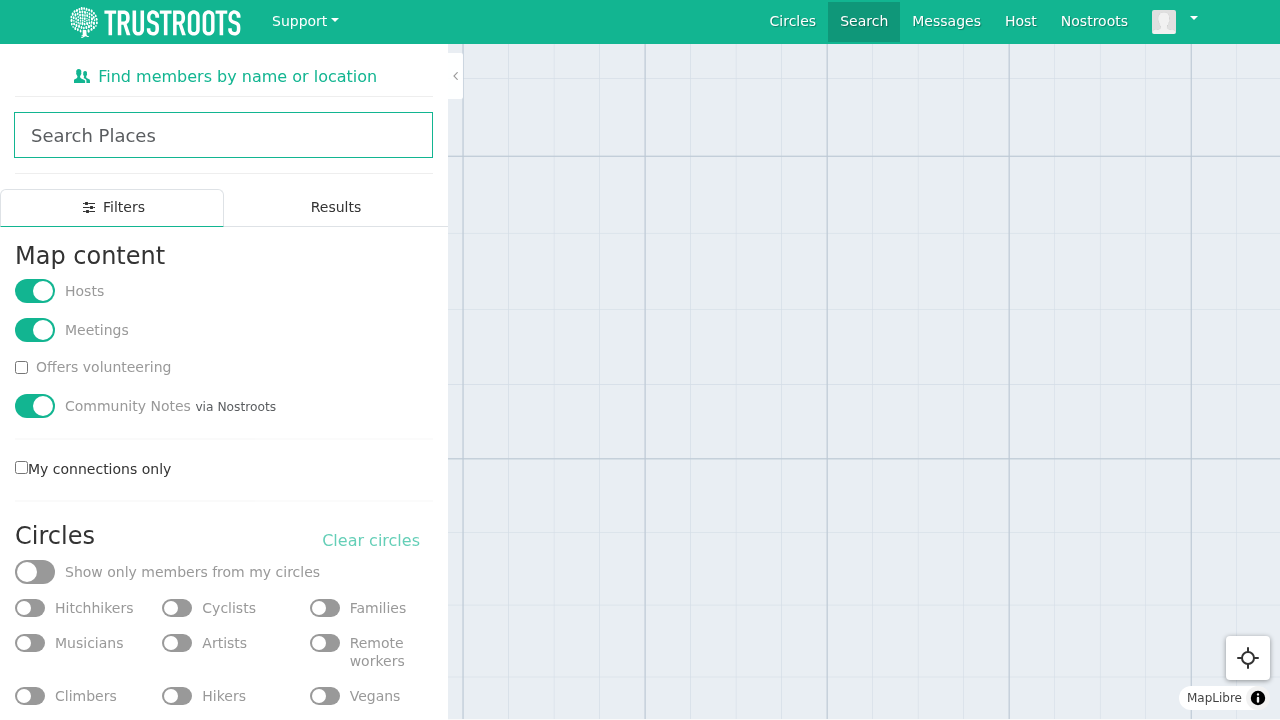 TRUSTROOTS
Support
Circles
Search
Messages
Host
Nostroots
Find members by name or location
Search Places
Filters
Results
Map content
Hosts
Meetings
Offers volunteering
Community Notes via Nostroots
My connections only
Circles
Clear circles
Show only members from my circles
Hitchhikers
Cyclists
Families
Musicians
Artists
Remote
workers
Climbers
Hikers
Vegans
MapLibre